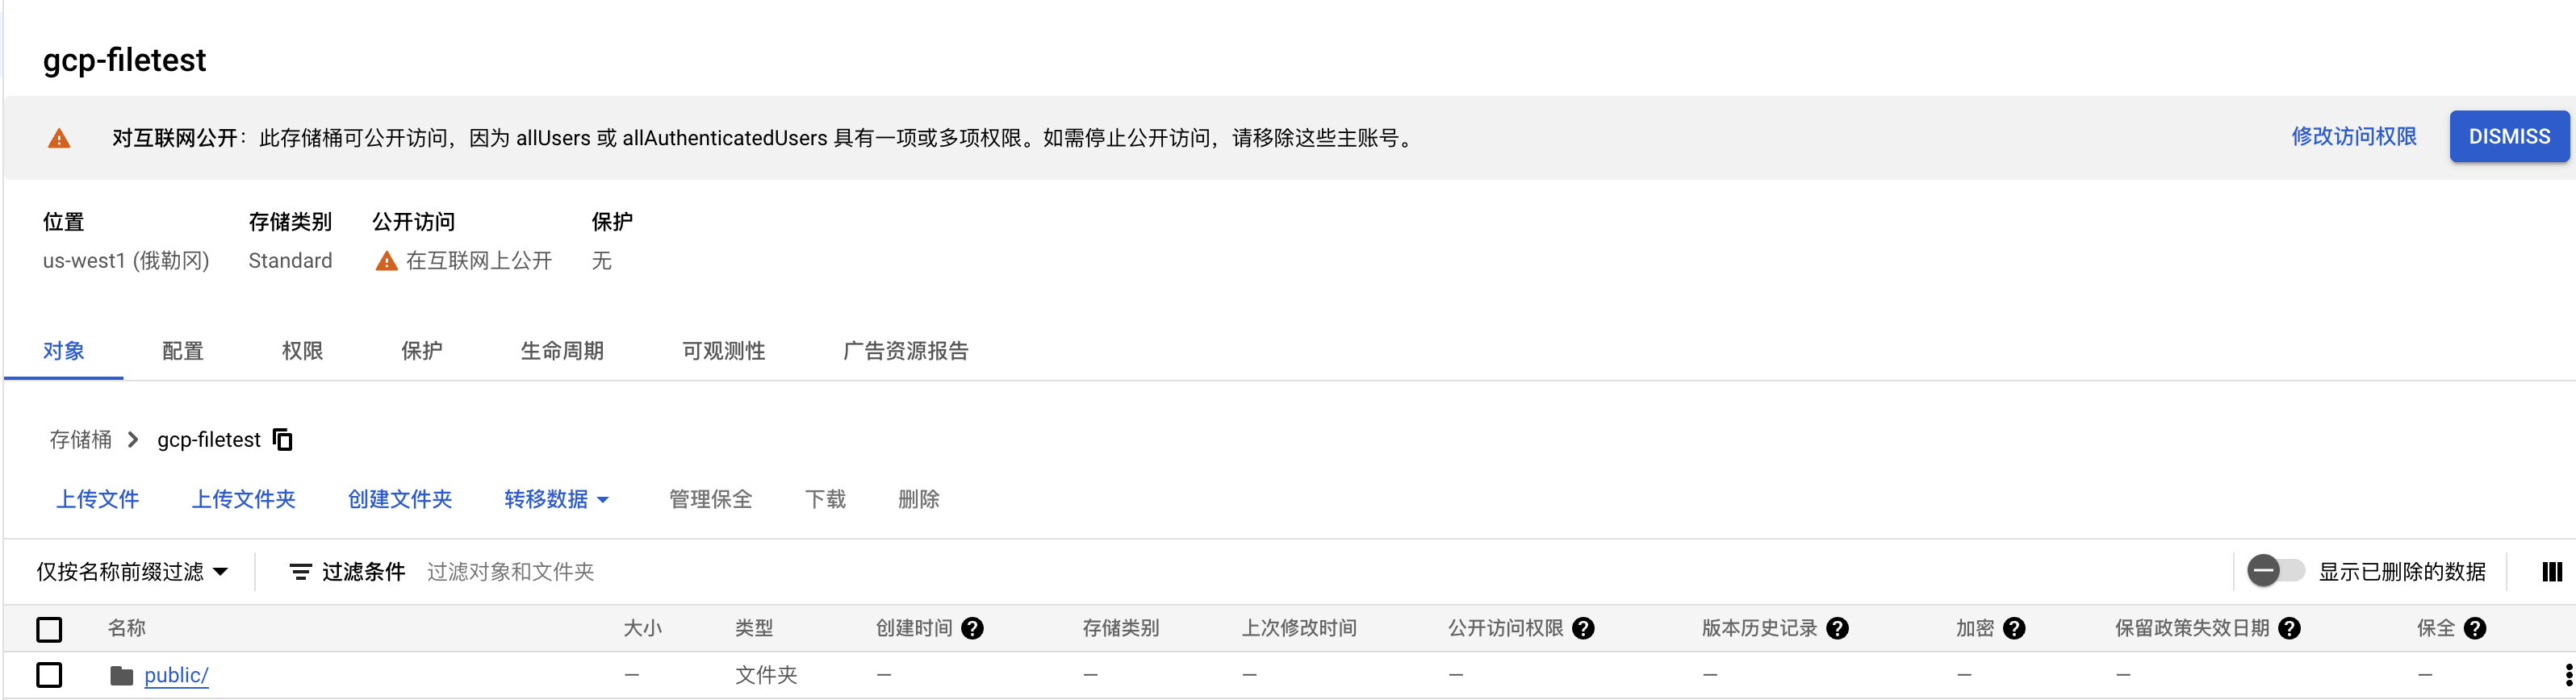 gcp-filetest
对互联网公开：此存储桶可公开访问，因为 allUsers 或 allAuthenticatedUsers 具有一项或多项权限。如需停止公开访问，请移除这些主账号。 修改访问权限 DISMISS
位置 存储类别 公开访问 保护
us-west1 (俄勒冈) Standard 在互联网上公开 无
对象 配置 权限 保护 生命周期 可观测性 广告资源报告
存储桶 gcp-filetest
上传文件 上传文件夹 创建文件夹 转移数据 管理保全 下载 删除
仅按名称前缀过滤 过滤条件 过滤对象和文件夹 显示已删除的数据
名称 大小 类型 创建时间 存储类别 上次修改时间 公开访问权限 版本历史记录 加密 保留政策失效日期 保全
public/ — 文件夹 — — — — — — — —